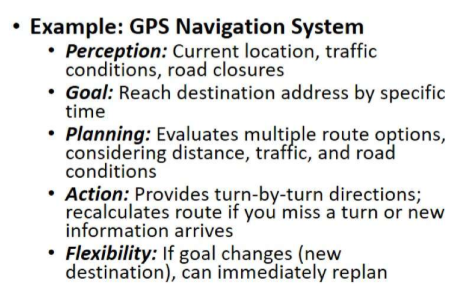 • Example: GPS Navigation System
• Perception: Current location, traffic
conditions, road closures
• Goal: Reach destination address by specific
time
• Planning: Evaluates multiple route options,
considering distance, traffic, and road
conditions
• Action: Provides turn-by-turn directions;
recalculates route if you miss a turn or new
information arrives
• Flexibility: If goal changes (new
destination), can immediately replan